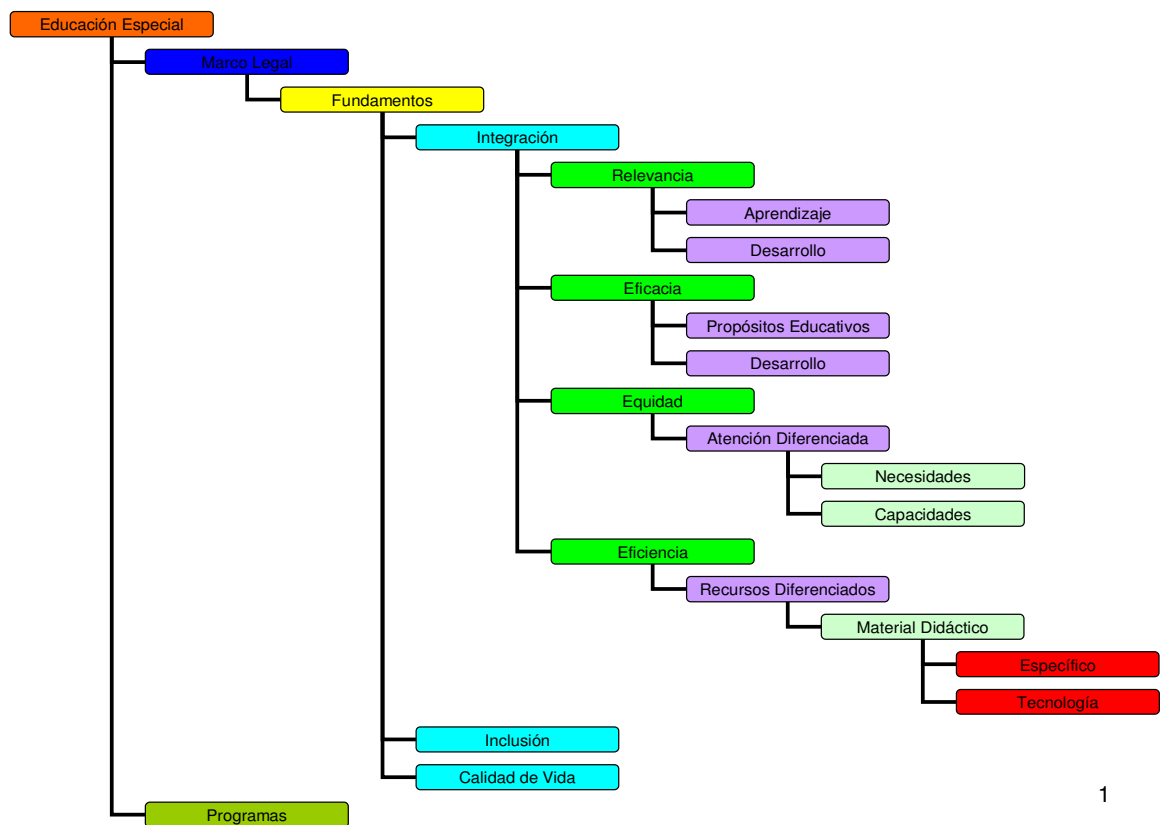 Educación Especial
Marco Legal
Fundamentos
Integración
Relevancia
Aprendizaje
Desarrollo
Eficacia
Propósitos Educativos
Desarrollo
Equidad
Atención Diferenciada
Necesidades
Capacidades
Eficiencia
Recursos Diferenciados
Material Didáctico
Específico
Tecnología
Inclusión
Calidad de Vida
Programas
1